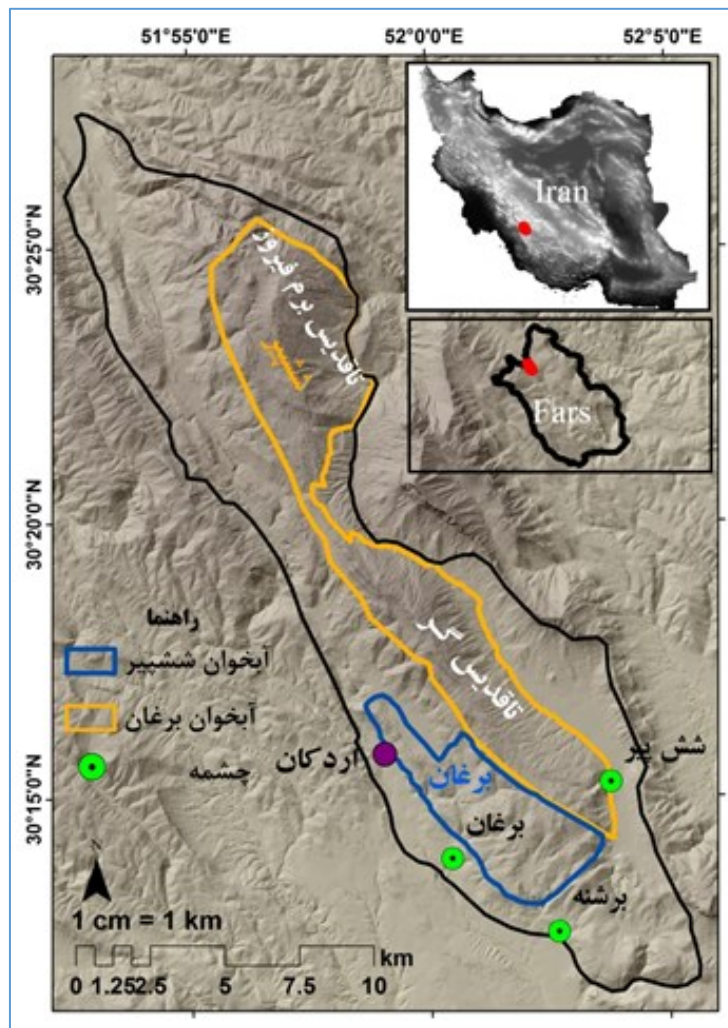 51°55'0"E
52°0'0"E
52°5'0"E
30°25'0"N
30°20'0"N
30°15'0"N
Iran
Fars
تاقدیس برم فیروز
ششپیر
تاقدیس گر
راهنما
آبخوان ششپیر
آبخوان برغان
چشمه
اردکان
برغان
برغان
شش پیر
برشنه
N
1 cm = 1 km
km
0 1.25 2.5 5 7.5 10